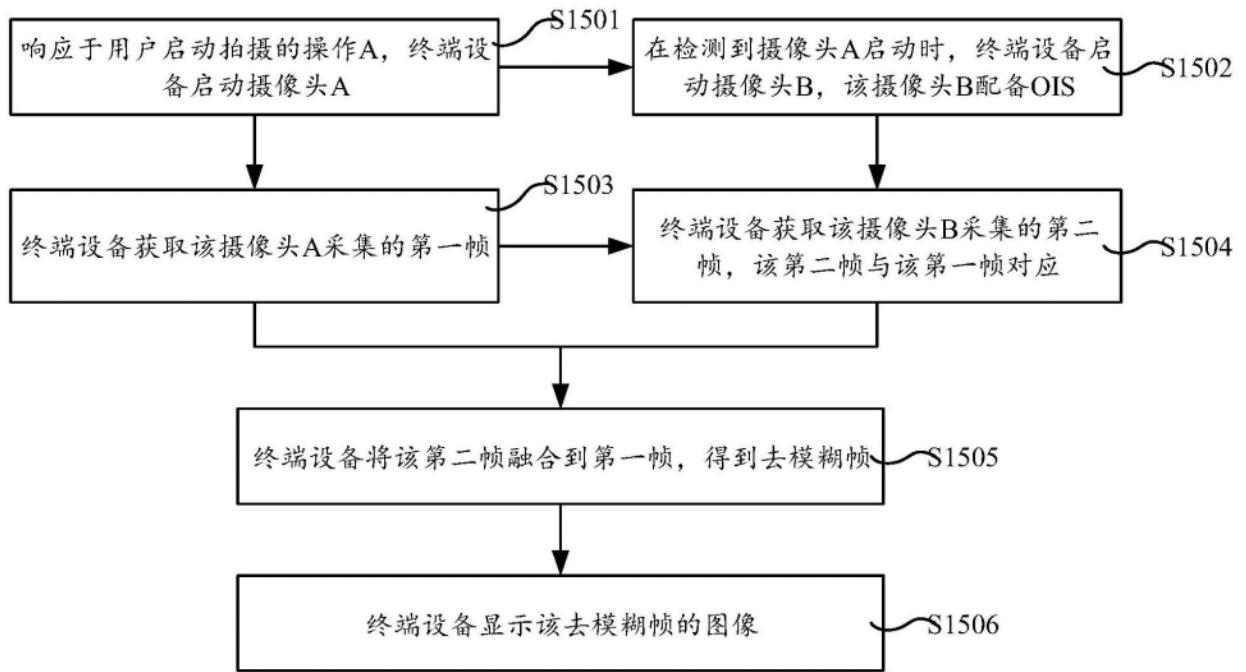 S1501
响应于用户启动拍摄的操作A，终端设
备启动摄像头A
在检测到摄像头A启动时，终端设备启
动摄像头B，该摄像头B配备OIS
S1502
S1503
终端设备获取该摄像头A采集的第一帧
终端设备获取该摄像头B采集的第二
帧，该第二帧与该第一帧对应
S1504
终端设备将该第二帧融合到第一帧，得到去模糊帧
S1505
终端设备显示该去模糊帧的图像
S1506